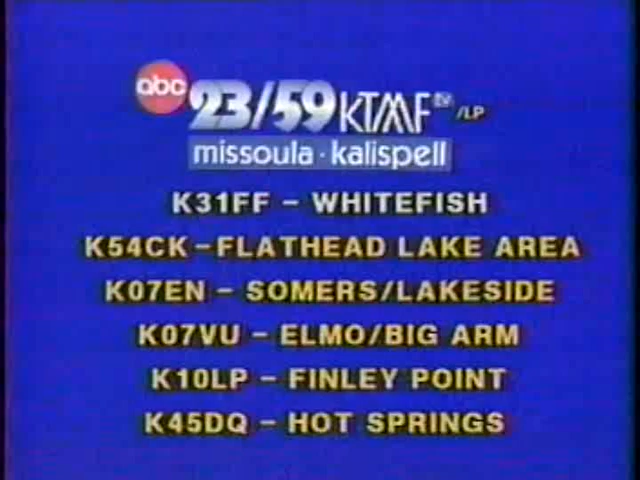 abc 23/59 KTMF tv /LP
missoula · kalispell
K31FF – WHITEFISH
K54CK – FLATHEAD LAKE AREA
K07EN – SOMERS/LAKESIDE
K07VU – ELMO/BIG ARM
K10LP – FINLEY POINT
K45DQ – HOT SPRINGS